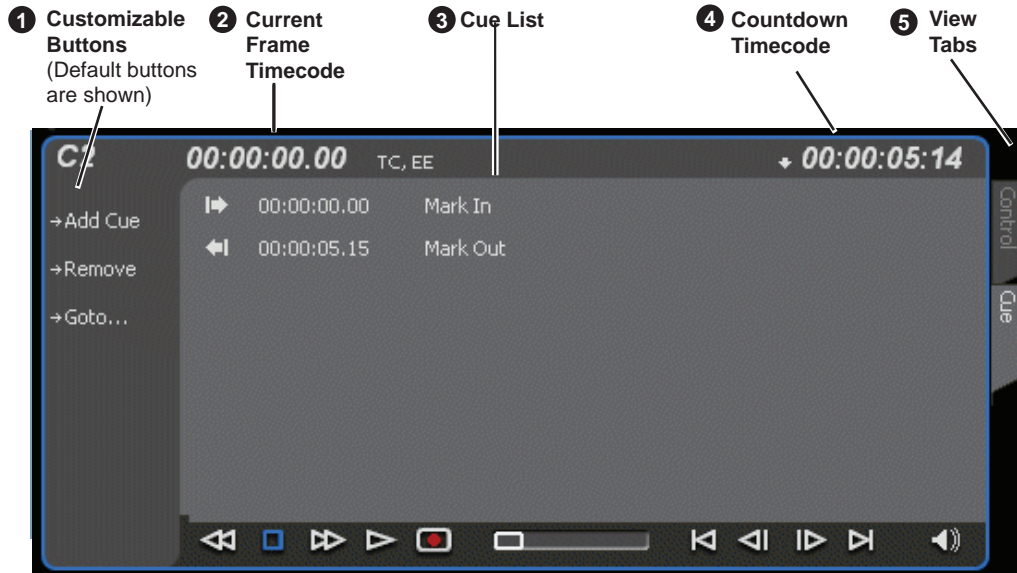 1 Customizable Buttons
(Default buttons are shown)
2 Current Frame Timecode
3 Cue List
4 Countdown Timecode
5 View Tabs
C2
00:00:00.00
TC, EE
00:00:05:14
Add Cue
Remove
Goto...
00:00:00.00 Mark In
00:00:05.15 Mark Out
Control
Cue